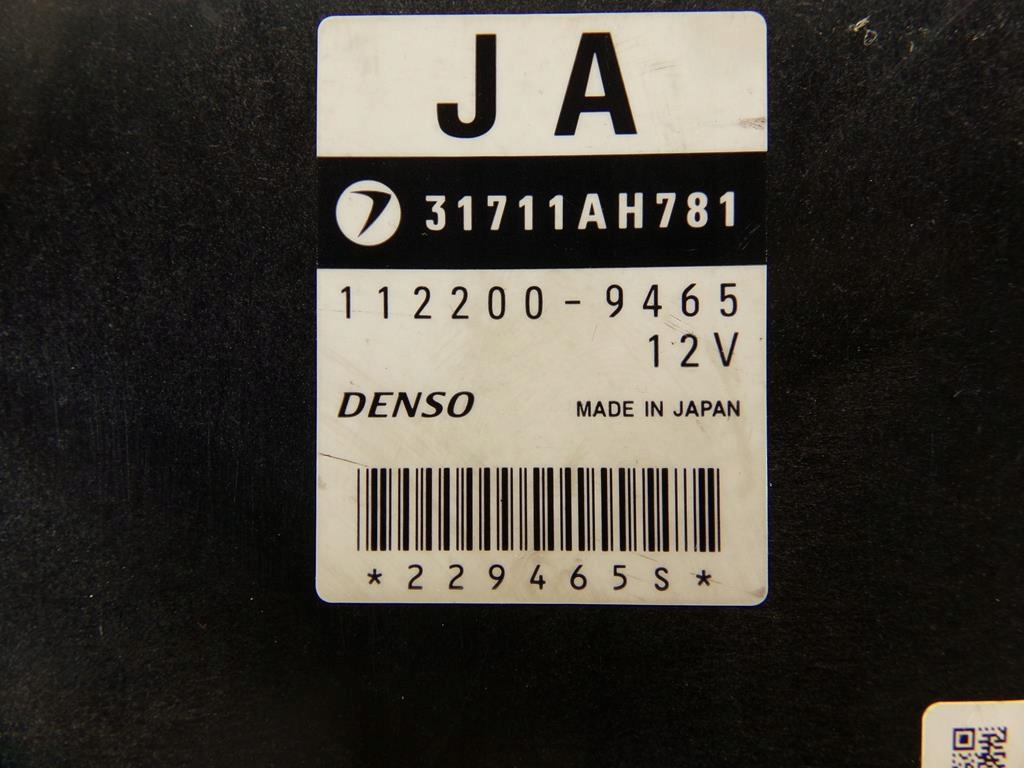 JA
31711AH781
112200-9465
12V
DENSO MADE IN JAPAN
*229465S*